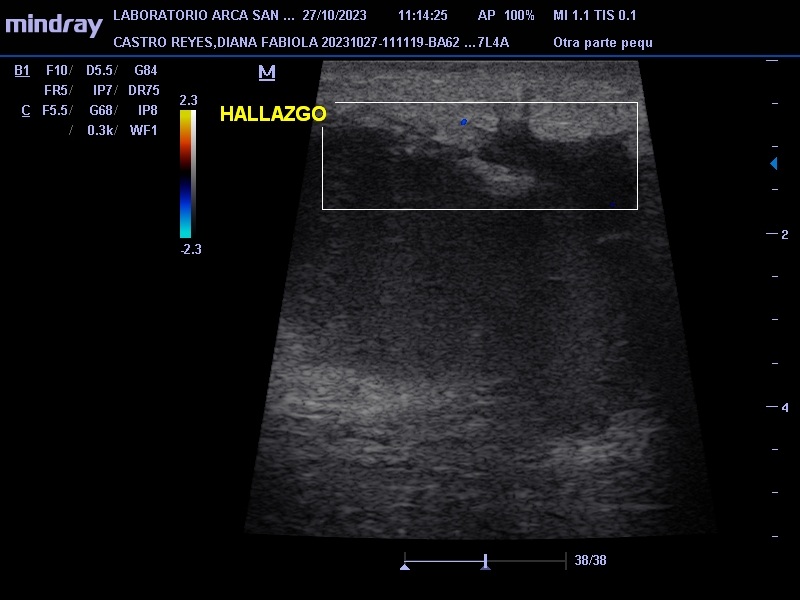 mindray
LABORATORIO ARCA SAN ... 27/10/2023 11:14:25 AP 100% MI 1.1 TIS 0.1
CASTRO REYES,DIANA FABIOLA 20231027-111119-BA62 ...7L4A Otra parte pequ
B1 F10/ D5.5/ G84
FR5/ IP7/ DR75
C F5.5/ G68/ IP8
/ 0.3k/ WF1
M
2.3
HALLAZGO
-2.3
2
4
38/38